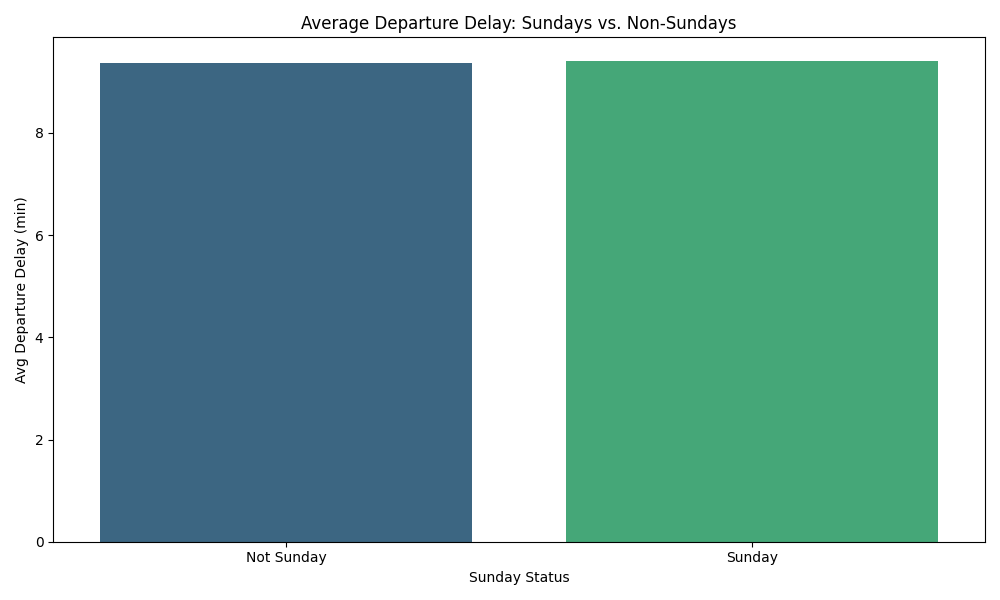 Average Departure Delay: Sundays vs. Non-Sundays
8
6
4
2
0
Avg Departure Delay (min)
Not Sunday
Sunday
Sunday Status